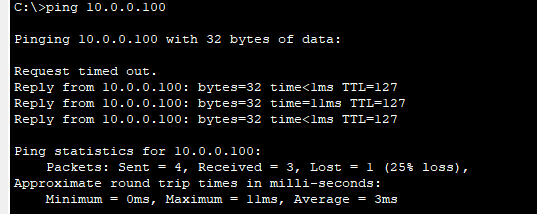 C:\>ping 10.0.0.100
Pinging 10.0.0.100 with 32 bytes of data:
Request timed out.
Reply from 10.0.0.100: bytes=32 time<1ms TTL=127
Reply from 10.0.0.100: bytes=32 time=11ms TTL=127
Reply from 10.0.0.100: bytes=32 time<1ms TTL=127
Ping statistics for 10.0.0.100:
Packets: Sent = 4, Received = 3, Lost = 1 (25% loss),
Approximate round trip times in milli-seconds:
Minimum = 0ms, Maximum = 11ms, Average = 3ms